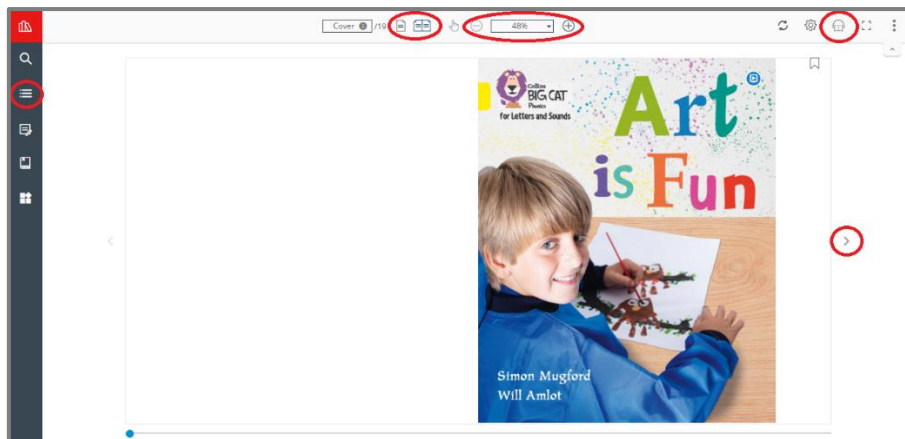 Cover /19
48%
Collins
BIG CAT
Phonics
for Letters and Sounds
Art
is Fun
Simon Mugford
Will Amlot